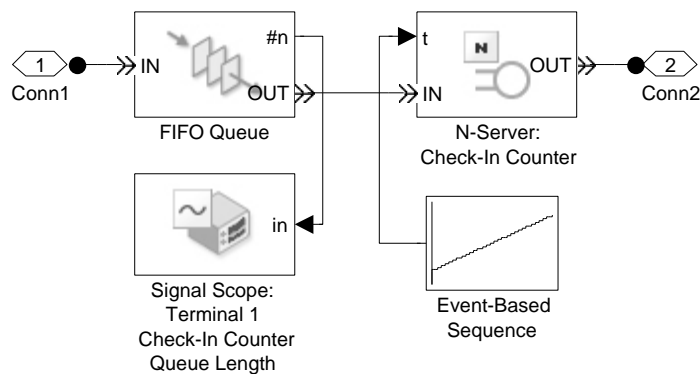 #n
t
N
1
IN
OUT
IN
OUT
2
Conn1
FIFO Queue
N-Server:
Check-In Counter
Conn2
in
Signal Scope:
Terminal 1
Check-In Counter
Queue Length
Event-Based
Sequence